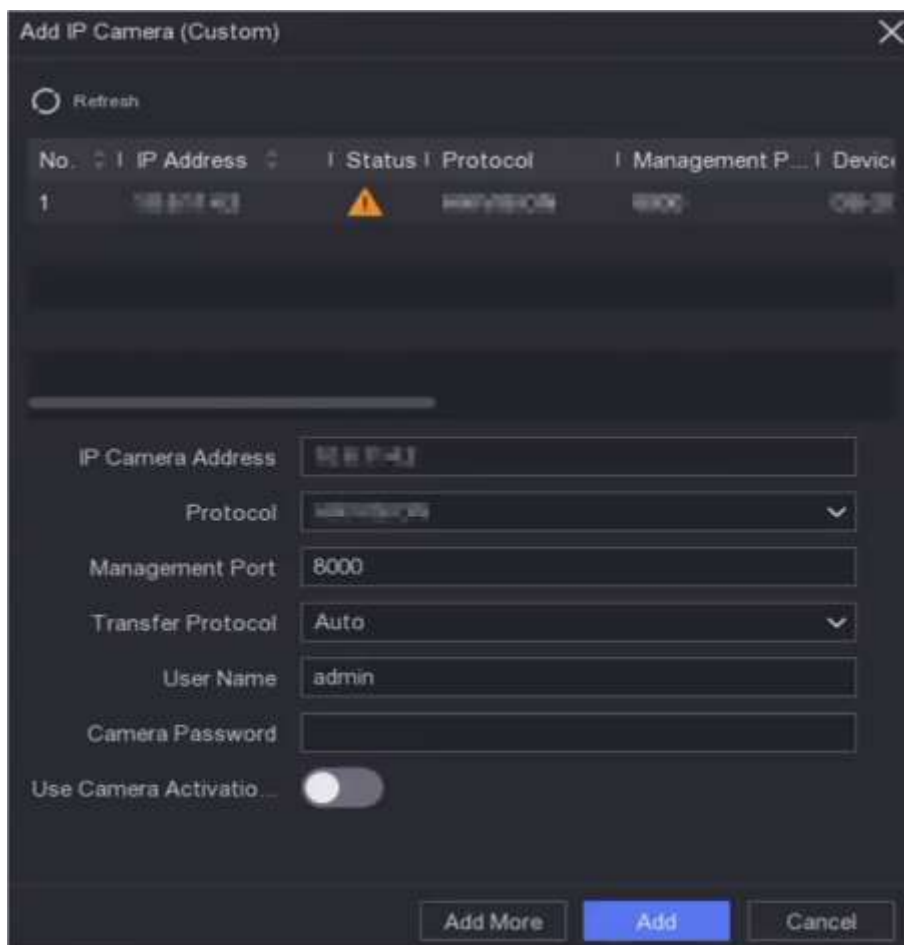 Add IP Camera (Custom)
Refresh
No. IP Address Status Protocol Management P... Device
1
IP Camera Address
Protocol
Management Port 8000
Transfer Protocol Auto
User Name admin
Camera Password
Use Camera Activatio...
Add More Add Cancel